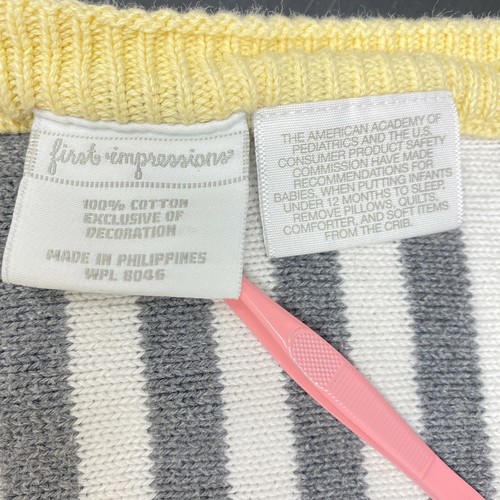 first impressions
100% COTTON
EXCLUSIVE OF
DECORATION
MADE IN PHILIPPINES
WPL 8046
THE AMERICAN ACADEMY OF
PEDIATRICS AND THE U.S.
CONSUMER PRODUCT SAFETY
COMMISSION HAVE MADE
RECOMMENDATIONS FOR
BABIES, WHEN PUTTING INFANTS
UNDER 12 MONTHS TO SLEEP,
REMOVE PILLOWS, QUILTS,
COMFORTER, AND SOFT ITEMS
FROM THE CRIB.